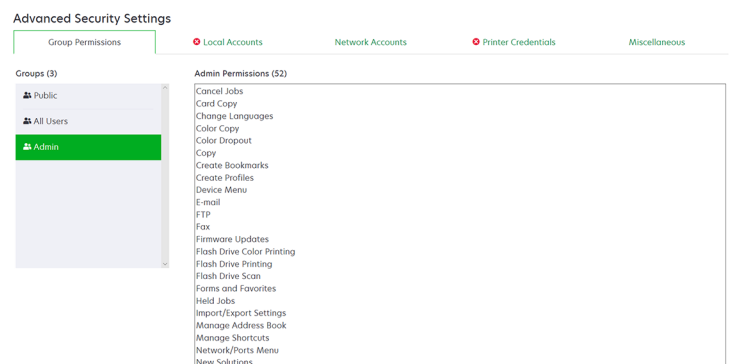 Advanced Security Settings
Group Permissions
Local Accounts
Network Accounts
Printer Credentials
Miscellaneous
Groups (3)
Public
All Users
Admin
Admin Permissions (52)
Cancel Jobs
Card Copy
Change Languages
Color Copy
Color Dropout
Copy
Create Bookmarks
Create Profiles
Device Menu
E-mail
FTP
Fax
Firmware Updates
Flash Drive Color Printing
Flash Drive Printing
Flash Drive Scan
Forms and Favorites
Held Jobs
Import/Export Settings
Manage Address Book
Manage Shortcuts
Network/Ports Menu
New Solutions